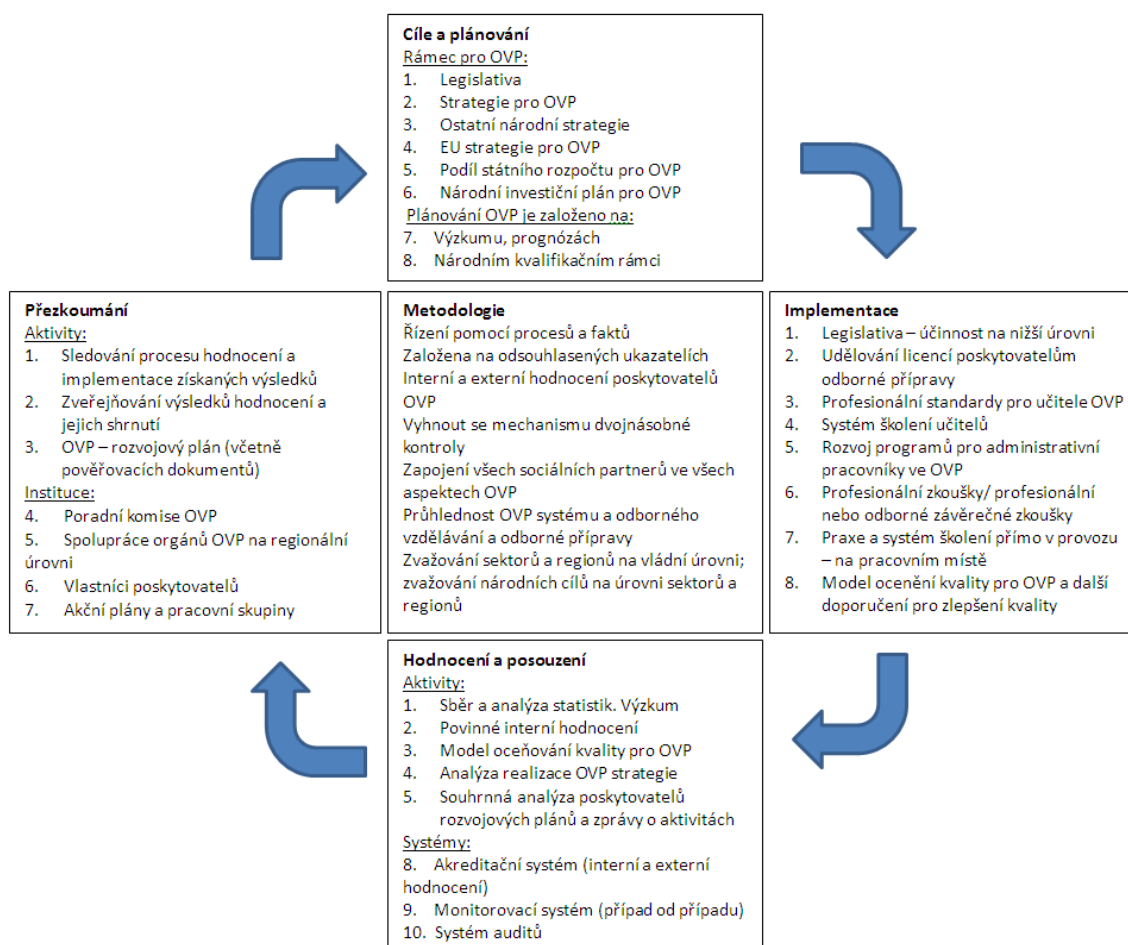 Cíle a plánování
Rámec pro OVP:
1. Legislativa
2. Strategie pro OVP
3. Ostatní národní strategie
4. EU strategie pro OVP
5. Podíl státního rozpočtu pro OVP
6. Národní investiční plán pro OVP
Plánování OVP je založeno na:
7. Výzkumu, prognózách
8. Národním kvalifikačním rámci
Přezkoumání
Aktivity:
1. Sledování procesu hodnocení a
implementace získaných výsledků
2. Zveřejňování výsledků hodnocení a
jejich shrnutí
3. OVP – rozvojový plán (včetně
pověřovacích dokumentů)
Instituce:
4. Poradní komise OVP
5. Spolupráce orgánů OVP na regionální
úrovni
6. Vlastníci poskytovatelů
7. Akční plány a pracovní skupiny
Metodologie
Řízení pomocí procesů a faktů
Založena na odsouhlasených ukazatelích
Interní a externí hodnocení poskytovatelů
OVP
Vyhnout se mechanismu dvojnásobné
kontroly
Zapojení všech sociálních partnerů ve všech
aspektech OVP
Průhlednost OVP systému a odborného
vzdělávání a odborné přípravy
Zvažování sektorů a regionů na vládní úrovni;
zvažování národních cílů na úrovni sektorů a
regionů
Implementace
1. Legislativa – účinnost na nižší úrovni
2. Udělování licencí poskytovatelům
odborné přípravy
3. Profesionální standardy pro učitele OVP
4. Systém školení učitelů
5. Rozvoj programů pro administrativní
pracovníky ve OVP
6. Profesionální zkoušky/ profesionální
nebo odborné závěrečné zkoušky
7. Praxe a systém školení přímo v provozu
– na pracovním místě
8. Model ocenění kvality pro OVP a další
doporučení pro zlepšení kvality
Hodnocení a posouzení
Aktivity:
1. Sběr a analýza statistik. Výzkum
2. Povinné interní hodnocení
3. Model oceňování kvality pro OVP
4. Analýza realizace OVP strategie
5. Souhrnná analýza poskytovatelů
rozvojových plánů a zprávy o aktivitách
Systémy:
8. Akreditační systém (interní a externí
hodnocení)
9. Monitorovací systém (případ od případu)
10. Systém auditů